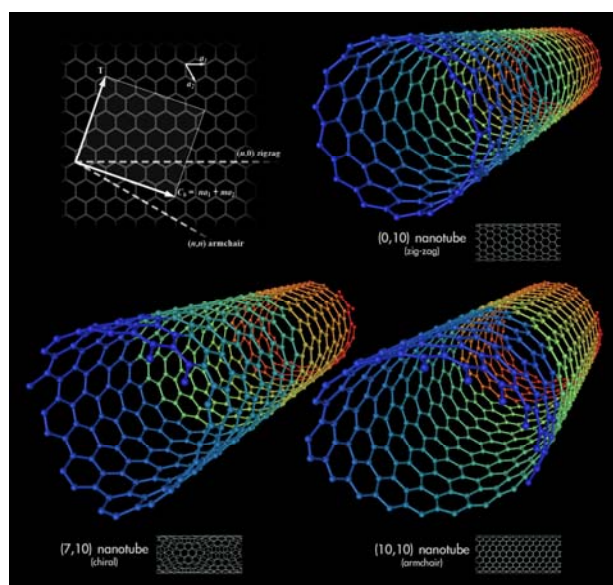 T
a₁
a₂
(n,0) zigzag
Cₕ = na₁ + ma₂
(n,n) armchair
(0,10) nanotube
(zig-zag)
(7,10) nanotube
(chiral)
(10,10) nanotube
(armchair)